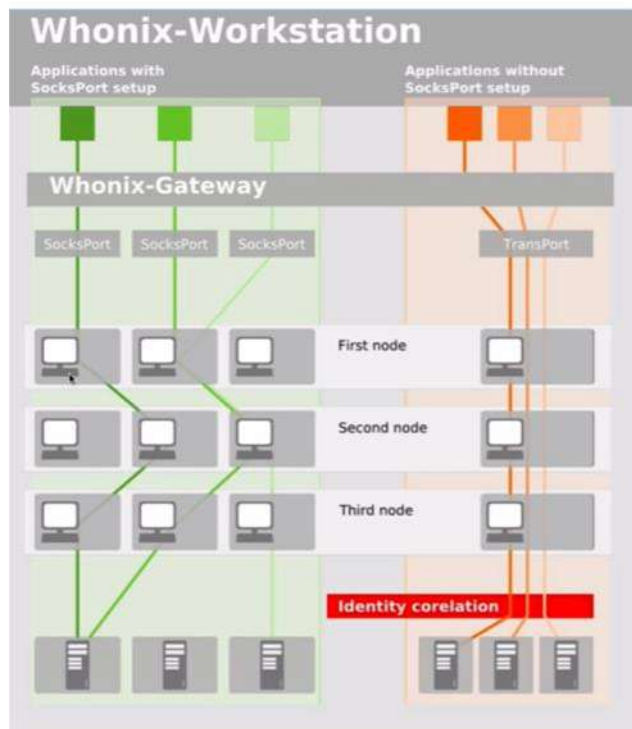 Whonix-Workstation
Applications with
SocksPort setup
Applications without
SocksPort setup
Whonix-Gateway
SocksPort
SocksPort
SocksPort
TransPort
First node
Second node
Third node
Identity corelation